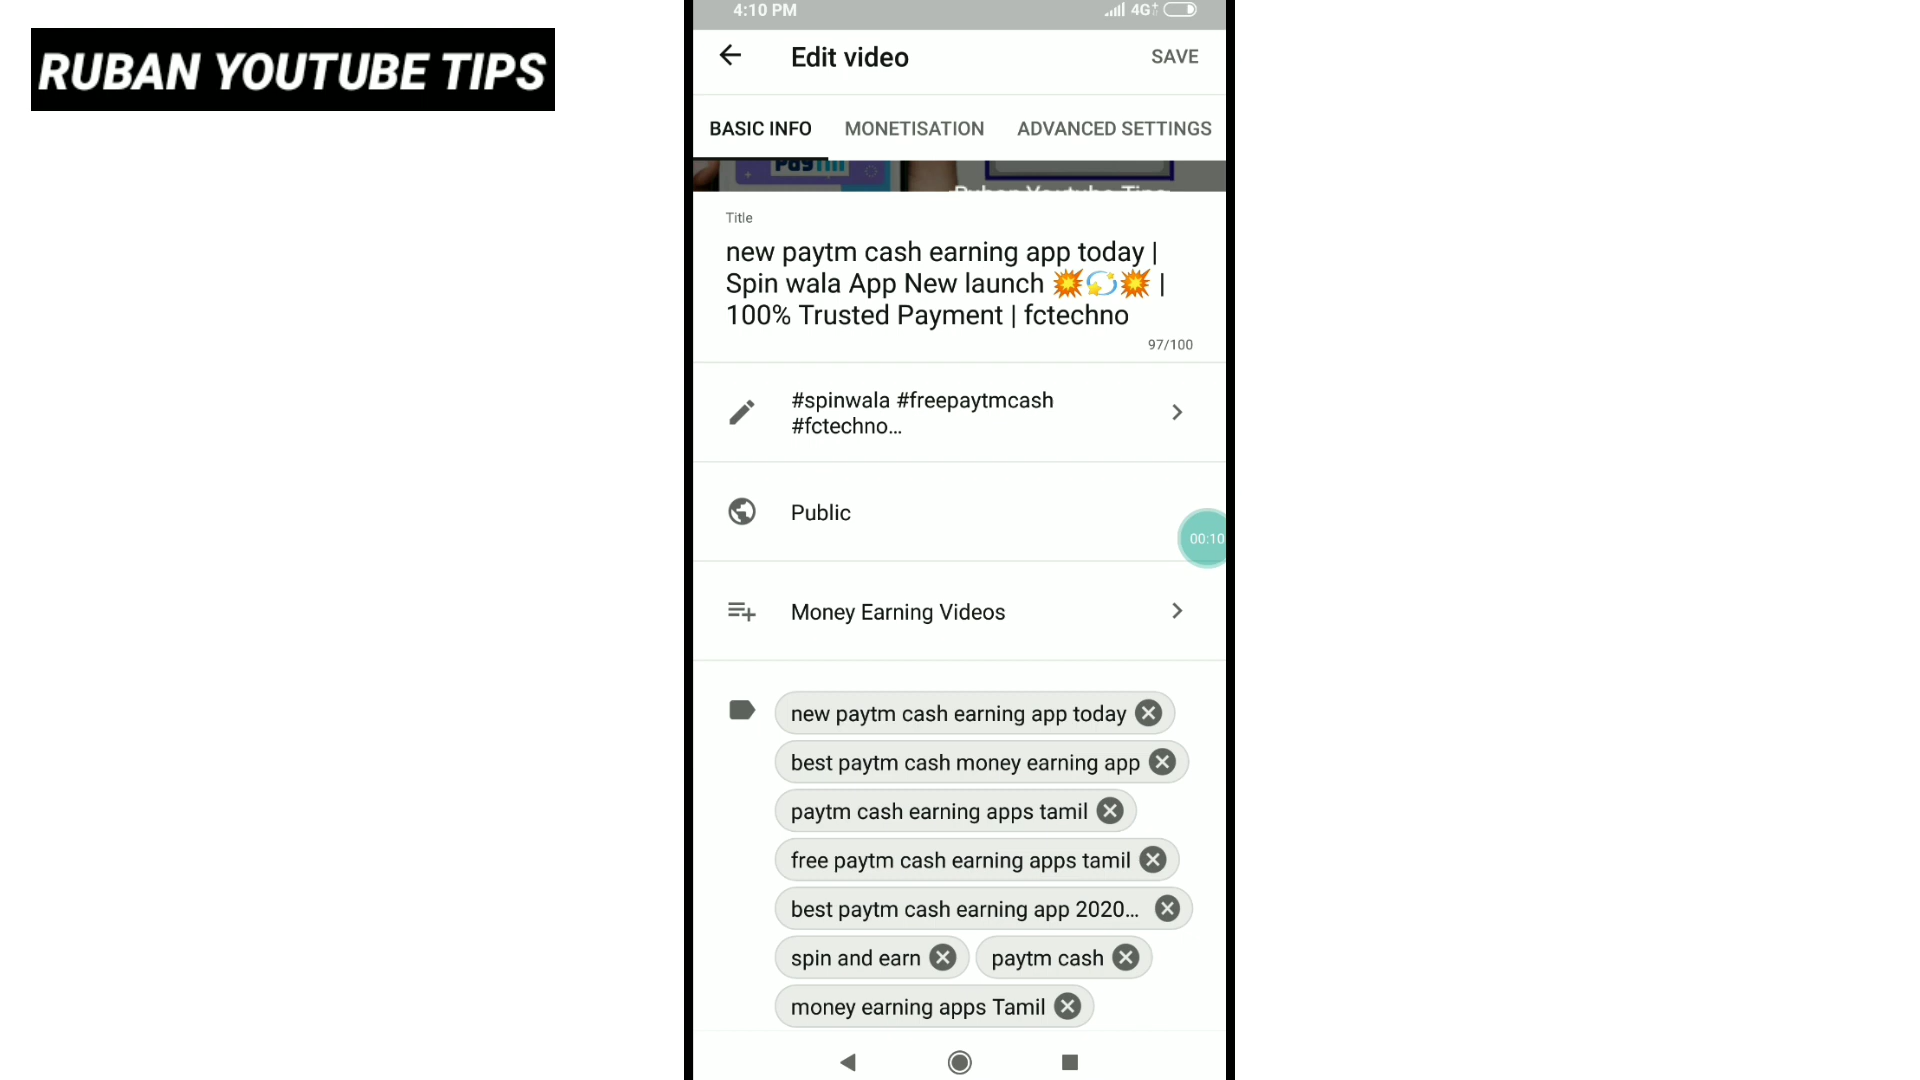 RUBAN YOUTUBE TIPS
4:10 PM
4G+
Edit video
SAVE
BASIC INFO
MONETISATION
ADVANCED SETTINGS
Paytm
Ruban Youtube Tips
Title
new paytm cash earning app today |
Spin wala App New launch 💥💫💥 |
100% Trusted Payment | fctechno
97/100
#spinwala #freepaytmcash
#fctechno...
Public
00:10
Money Earning Videos
new paytm cash earning app today
best paytm cash money earning app
paytm cash earning apps tamil
free paytm cash earning apps tamil
best paytm cash earning app 2020...
spin and earn
paytm cash
money earning apps Tamil